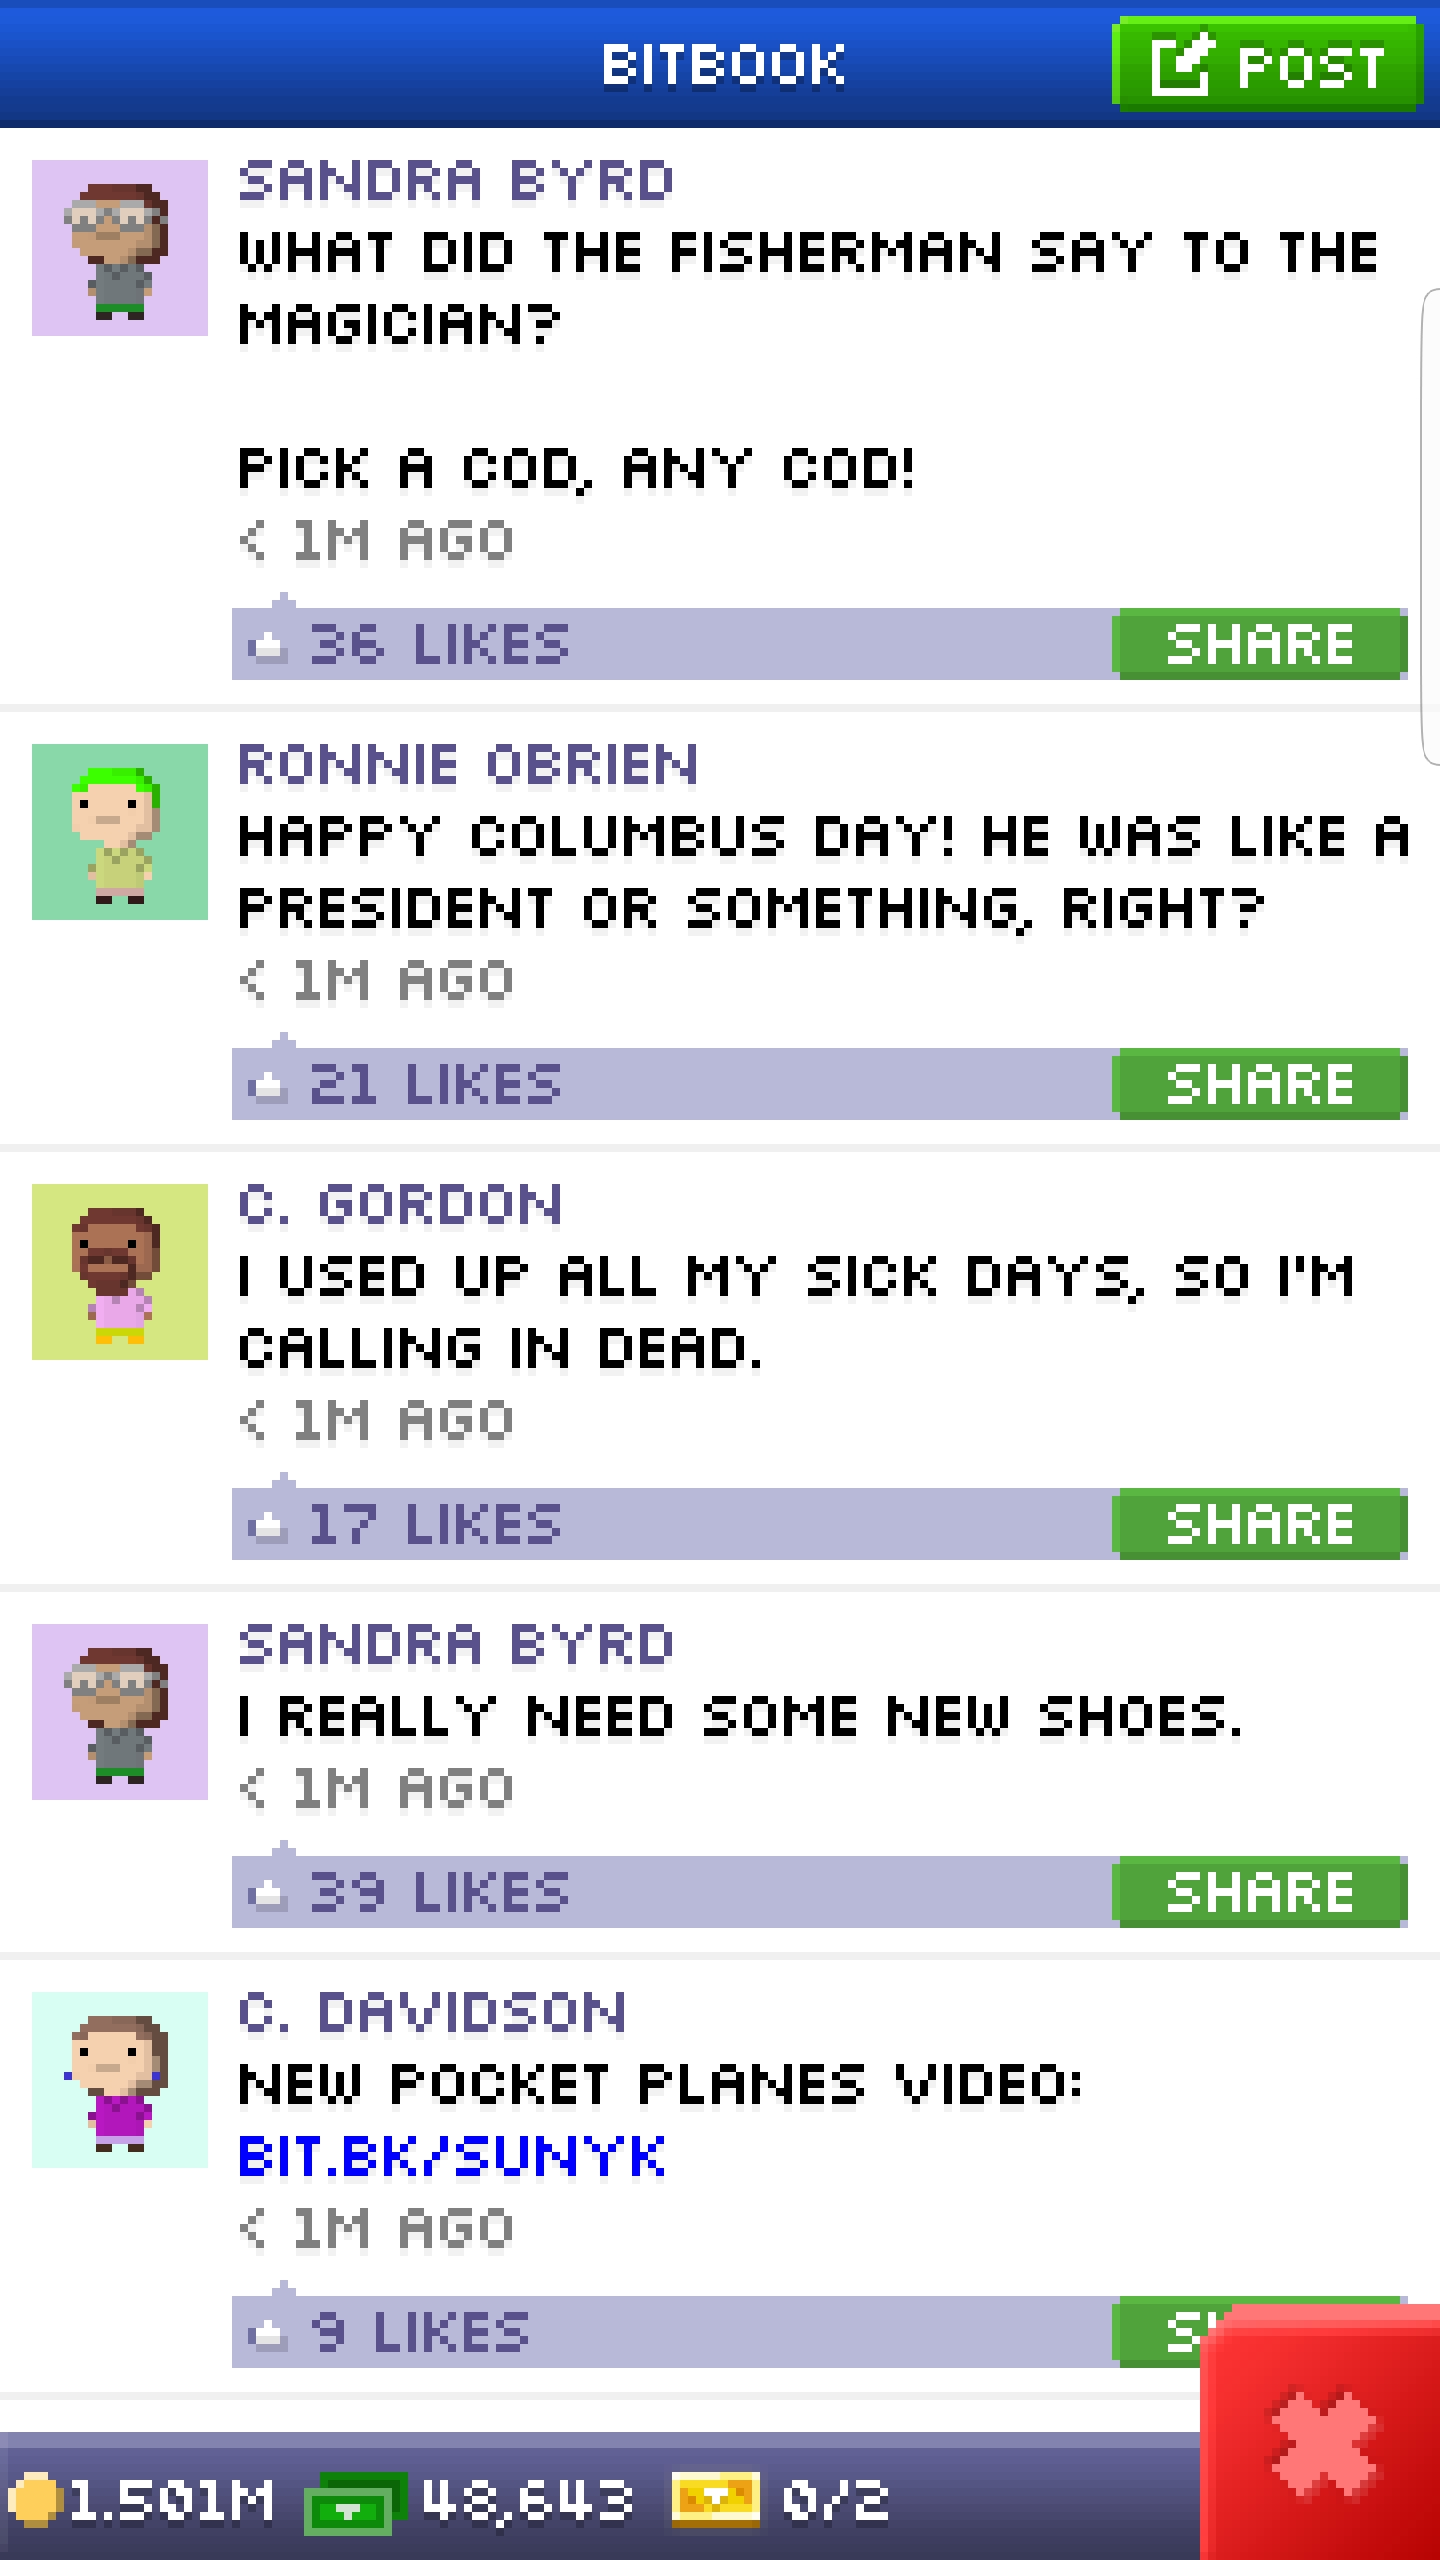 BITBOOK
POST
SANDRA BYRD
WHAT DID THE FISHERMAN SAY TO THE
MAGICIAN?
PICK A COD, ANY COD!
< 1M AGO
36 LIKES
SHARE
RONNIE OBRIEN
HAPPY COLUMBUS DAY! HE WAS LIKE A
PRESIDENT OR SOMETHING, RIGHT?
< 1M AGO
21 LIKES
SHARE
C. GORDON
I USED UP ALL MY SICK DAYS, SO I'M
CALLING IN DEAD.
< 1M AGO
17 LIKES
SHARE
SANDRA BYRD
I REALLY NEED SOME NEW SHOES.
< 1M AGO
39 LIKES
SHARE
C. DAVIDSON
NEW POCKET PLANES VIDEO:
BIT.BK/SUNYK
< 1M AGO
9 LIKES
1.501M 48,643 0/2